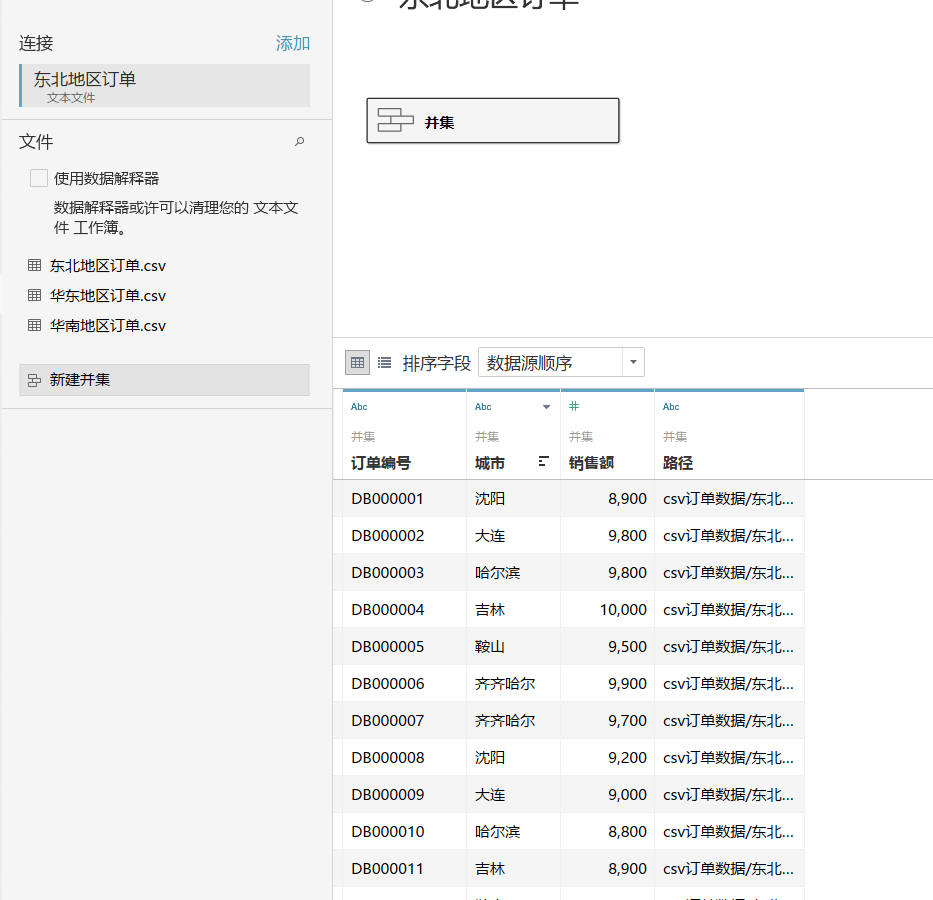 东北地区订单
连接
添加
东北地区订单
文本文件
文件
使用数据解释器
数据解释器或许可以清理您的 文本文
件 工作簿。
东北地区订单.csv
华东地区订单.csv
华南地区订单.csv
新建并集
并集
排序字段 数据源顺序
Abc Abc # Abc
并集 并集 并集 并集
订单编号 城市 销售额 路径
DB000001 沈阳 8,900 csv订单数据/东北...
DB000002 大连 9,800 csv订单数据/东北...
DB000003 哈尔滨 9,800 csv订单数据/东北...
DB000004 吉林 10,000 csv订单数据/东北...
DB000005 鞍山 9,500 csv订单数据/东北...
DB000006 齐齐哈尔 9,900 csv订单数据/东北...
DB000007 齐齐哈尔 9,700 csv订单数据/东北...
DB000008 沈阳 9,200 csv订单数据/东北...
DB000009 大连 9,000 csv订单数据/东北...
DB000010 哈尔滨 8,800 csv订单数据/东北...
DB000011 吉林 8,900 csv订单数据/东北...